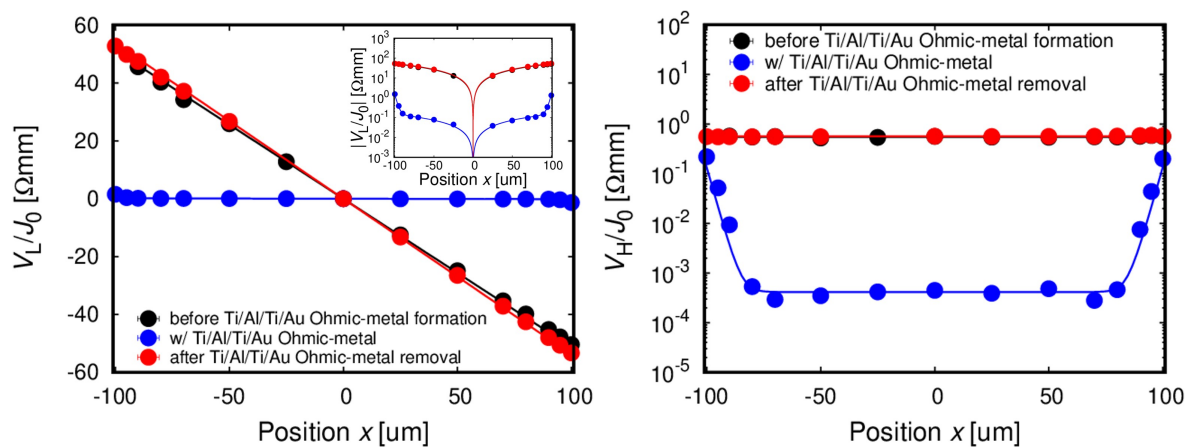 60
40
20
0
-20
-40
-60
V_L/J_0 [Ωmm]
-100 -50 0 50 100
Position x [um]
before Ti/Al/Ti/Au Ohmic-metal formation
w/ Ti/Al/Ti/Au Ohmic-metal
after Ti/Al/Ti/Au Ohmic-metal removal
10^3
10^2
10^1
10^0
10^-1
10^-2
10^-3
|V_L/J_0| [Ωmm]
-100 -50 0 50 100
Position x [um]
10^2
10^1
10^0
10^-1
10^-2
10^-3
10^-4
10^-5
V_H/J_0 [Ωmm]
before Ti/Al/Ti/Au Ohmic-metal formation
w/ Ti/Al/Ti/Au Ohmic-metal
after Ti/Al/Ti/Au Ohmic-metal removal
-100 -50 0 50 100
Position x [um]